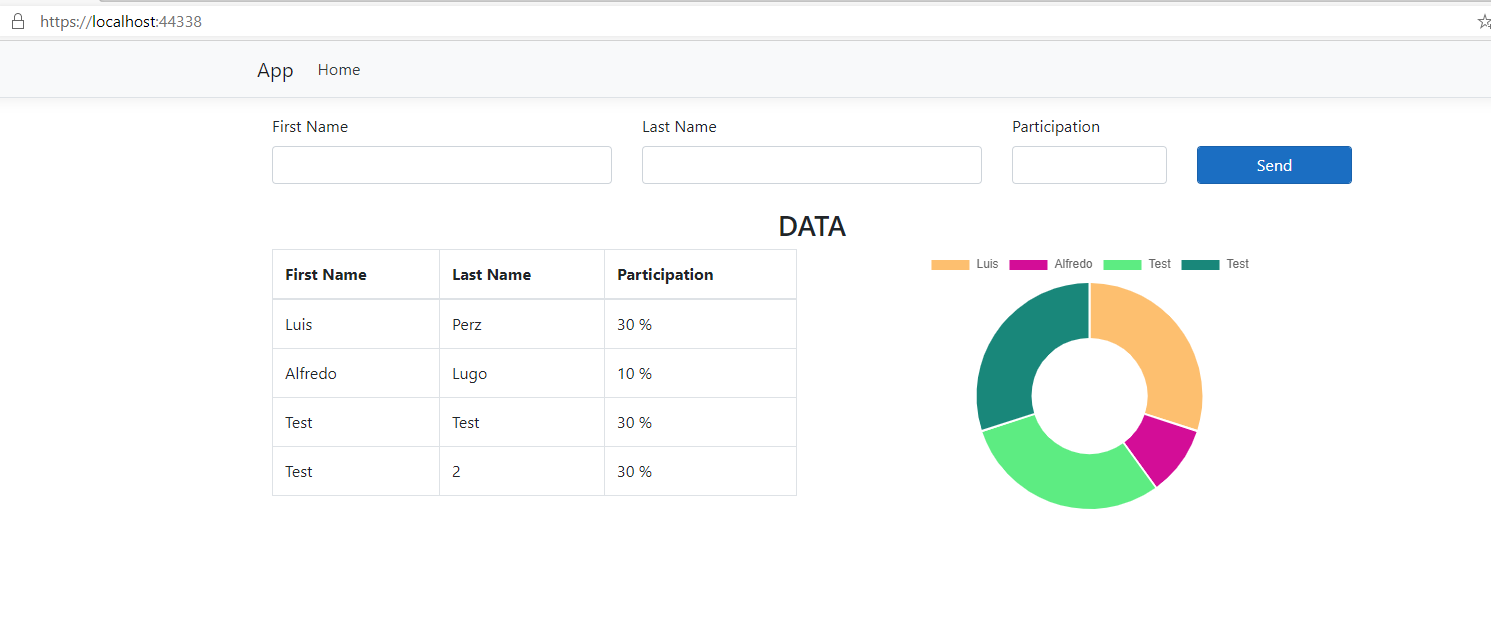 https://localhost:44338
App Home
First Name Last Name Participation
Send
DATA
First Name Last Name Participation
Luis Perz 30 %
Alfredo Lugo 10 %
Test Test 30 %
Test 2 30 %
Luis Alfredo Test Test